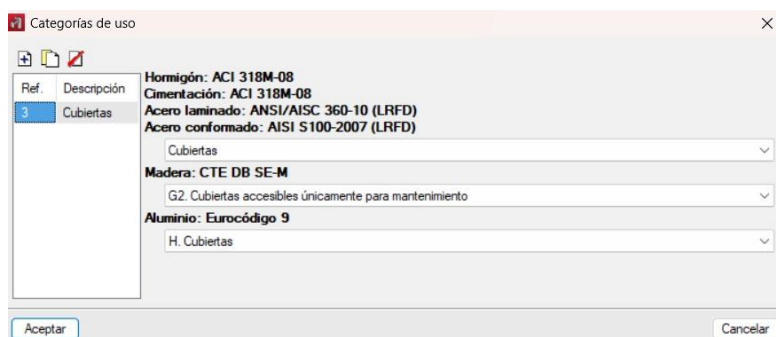 Categorías de uso
Ref. Descripción
3 Cubiertas
Hormigón: ACI 318M-08
Cimentación: ACI 318M-08
Acero laminado: ANSI/AISC 360-10 (LRFD)
Acero conformado: AISI S100-2007 (LRFD)
Cubiertas
Madera: CTE DB SE-M
G2. Cubiertas accesibles únicamente para mantenimiento
Aluminio: Eurocódigo 9
H. Cubiertas
Aceptar Cancelar